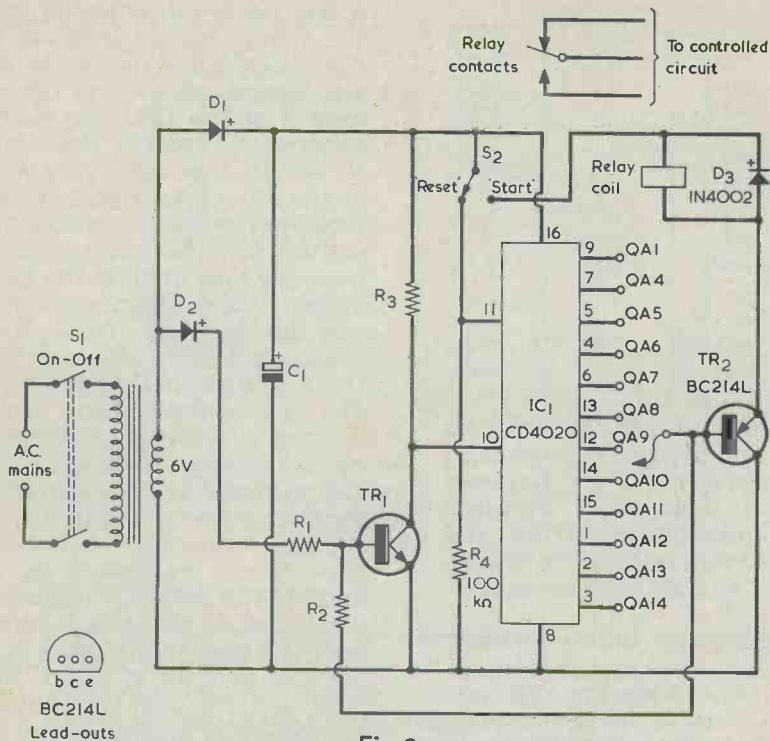 Relay
contacts
To controlled
circuit
D1
S2
'Reset'
'Start'
Relay
coil
D3
1N4002
16
R3
11
9 QA1
7 QA4
5 QA5
4 QA6
6 QA7
13 QA8
12 QA9
14 QA10
15 QA11
1 QA12
2 QA13
3 QA14
IC1
CD4020
TR2
BC214L
D2
S1
On-Off
C1
10
A.C.
mains
6V
TR1
R1
R2
R4
100
kΩ
8
b c e
BC214L
Lead-outs